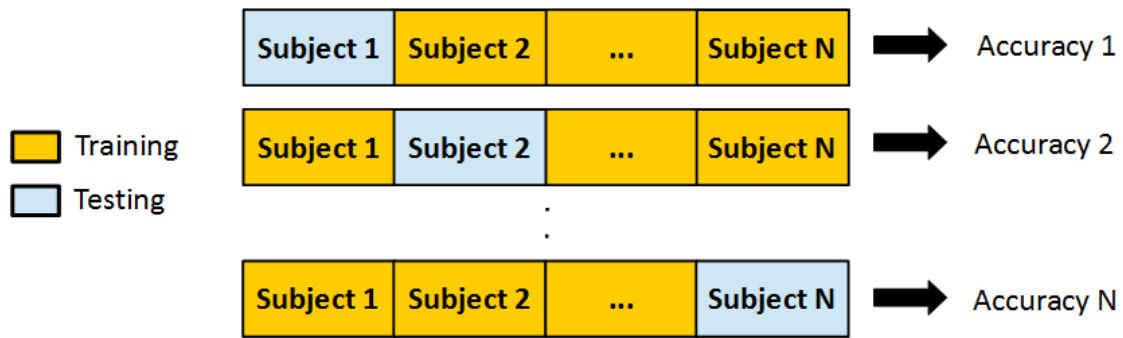 Subject 1 Subject 2 ... Subject N Accuracy 1
Training
Subject 1 Subject 2 ... Subject N Accuracy 2
Testing
Subject 1 Subject 2 ... Subject N Accuracy N